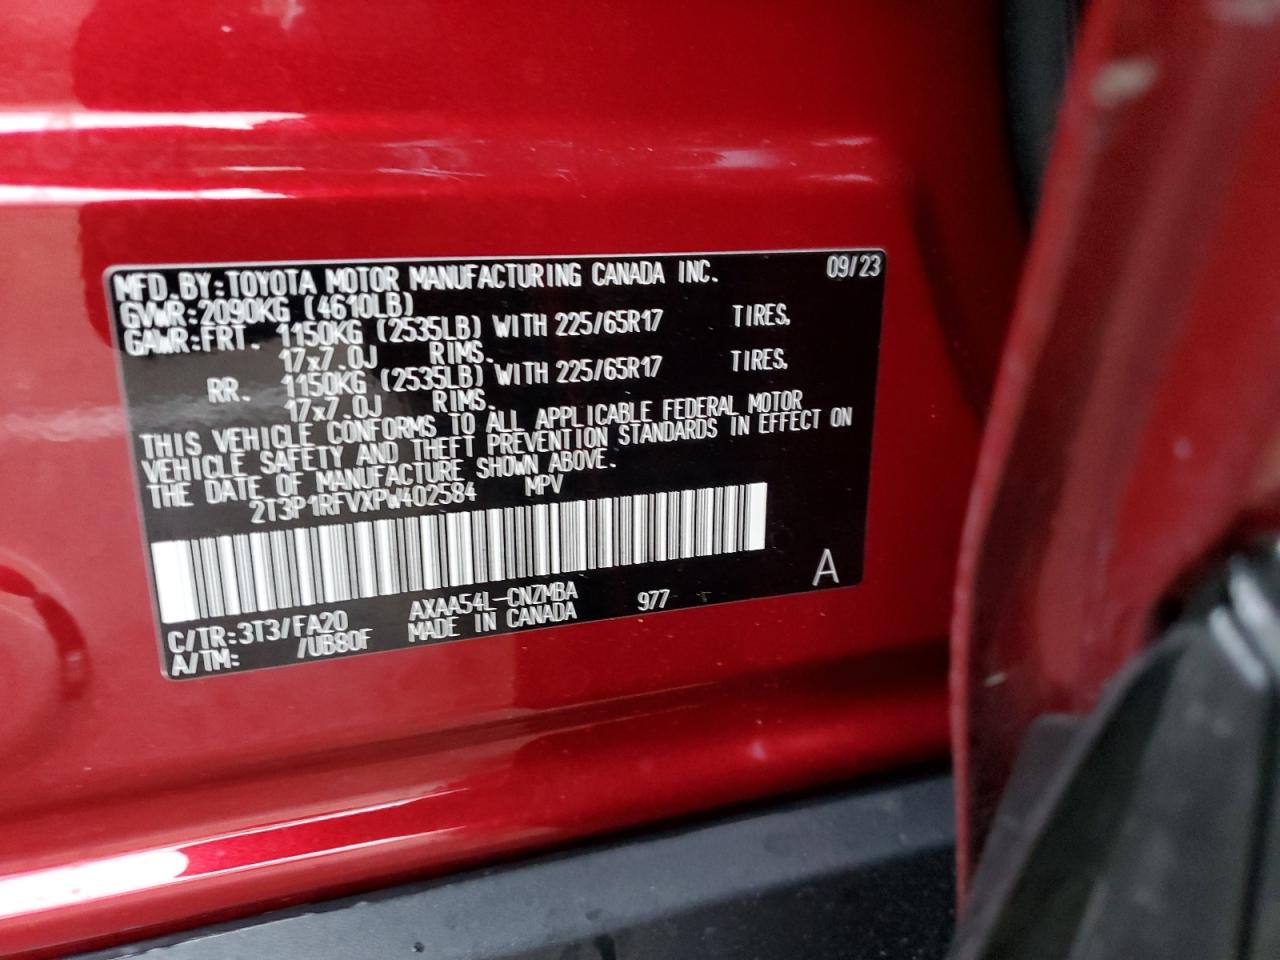 MFD.BY:TOYOTA MOTOR MANUFACTURING CANADA INC. 09/23
GVWR:2090KG (4610LB)
GAWR:FRT. 1150KG (2535LB) WITH 225/65R17 TIRES,
17x7.0J RIMS.
RR. 1150KG (2535LB) WITH 225/65R17 TIRES,
17x7.0J RIMS.
THIS VEHICLE CONFORMS TO ALL APPLICABLE FEDERAL MOTOR
VEHICLE SAFETY AND THEFT PREVENTION STANDARDS IN EFFECT ON
THE DATE OF MANUFACTURE SHOWN ABOVE.
2T3P1RFVXPW402584 MPV
A
C/TR:3T3/FA20 AXAA54L-CNZMBA 977
A/TM: /UB80F MADE IN CANADA